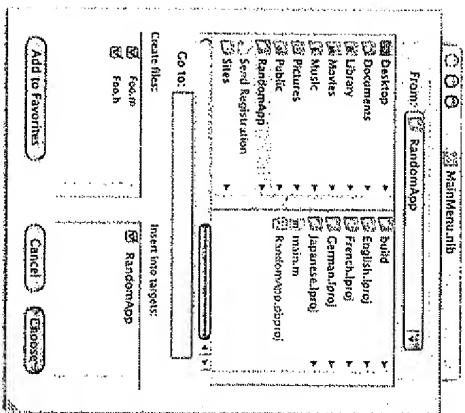 MainMenu.nib
From: RandomApp
Desktop
Documents
Library
Movies
Music
Pictures
Public
RandomApp
Send Registration
Sites
build
English.lproj
French.lproj
German.lproj
Japanese.lproj
main.m
RandomApp.pbproj
Go to:
Create files:
Foo.m
Foo.h
Insert into targets:
RandomApp
Add to Favorites
Cancel
Choose